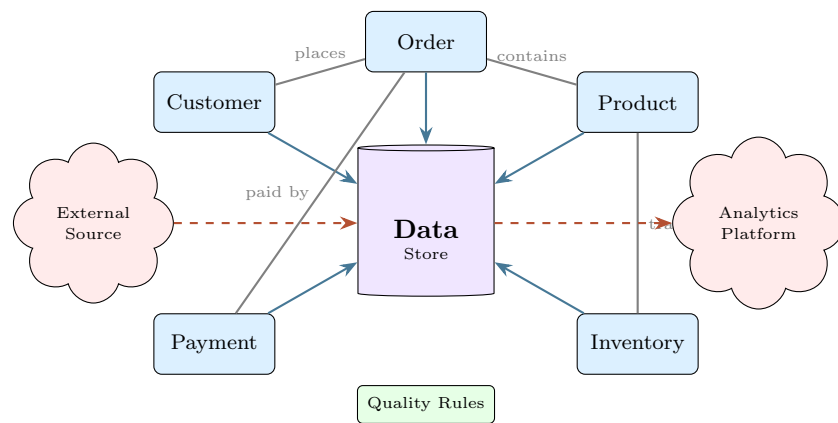 Order
places
contains
Customer
Product
paid by
External
Source
Data
Store
Analytics
Platform
Payment
Inventory
Quality Rules